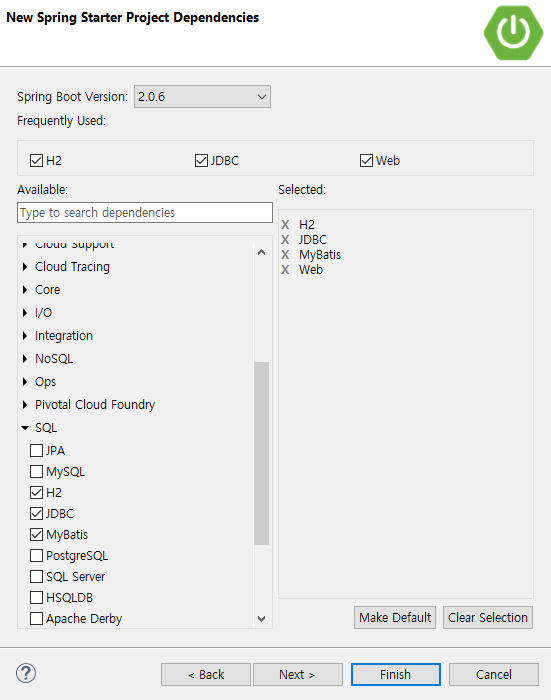 New Spring Starter Project Dependencies
Spring Boot Version: 2.0.6
Frequently Used:
H2 JDBC Web
Available: Selected:
Type to search dependencies
X H2
X JDBC
X MyBatis
X Web
Cloud Support
Cloud Tracing
Core
I/O
Integration
NoSQL
Ops
Pivotal Cloud Foundry
SQL
JPA
MySQL
H2
JDBC
MyBatis
PostgreSQL
SQL Server
HSQLDB
Apache Derby
Make Default Clear Selection
? < Back Next > Finish Cancel